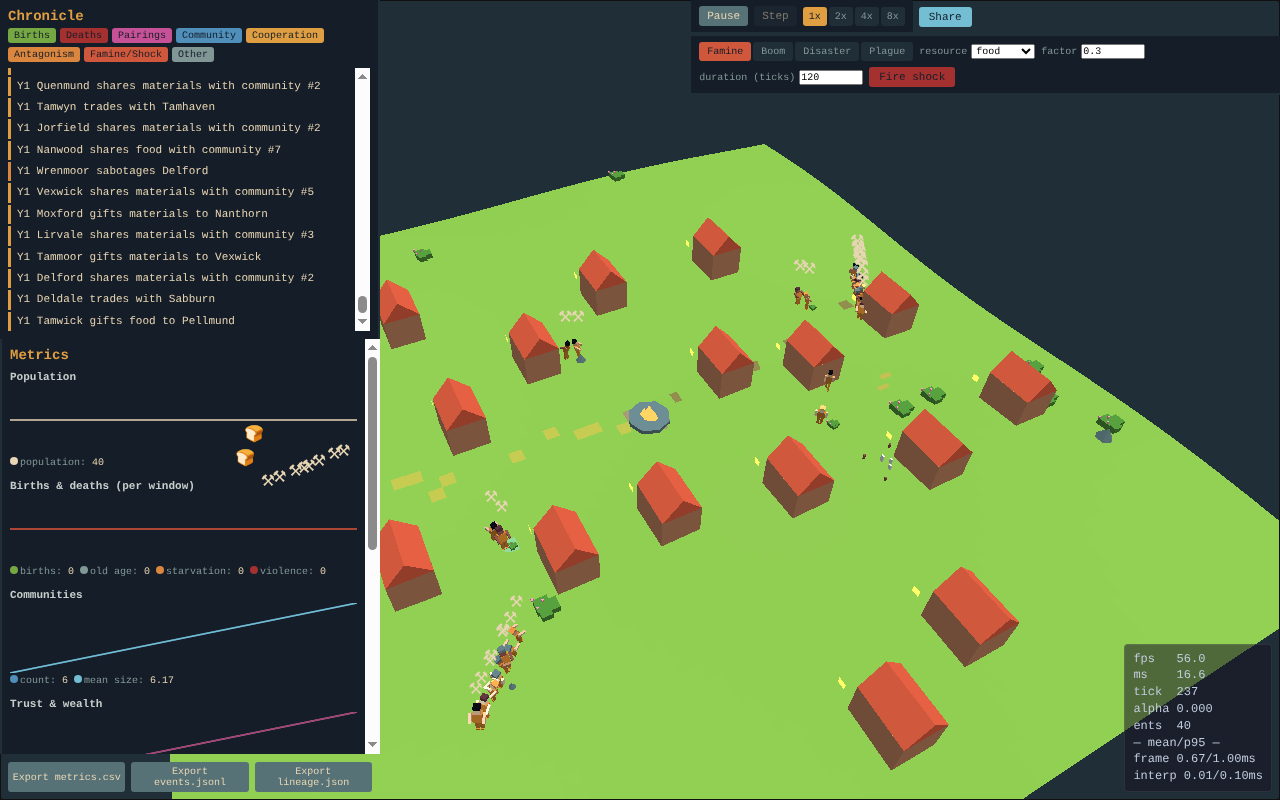 Chronicle
Births Deaths Pairings Community Cooperation
Antagonism Famine/Shock Other
Y1 Quenmund shares materials with community #2
Y1 Tamwyn trades with Tamhaven
Y1 Jorfield shares materials with community #2
Y1 Nanwood shares food with community #7
Y1 Wrenmoor sabotages Delford
Y1 Vexwick shares materials with community #5
Y1 Moxford gifts materials to Nanthorn
Y1 Lirvale shares materials with community #3
Y1 Tammoor gifts materials to Vexwick
Y1 Delford shares materials with community #2
Y1 Deldale trades with Sabburn
Y1 Tamwick gifts food to Pellmund
Metrics
Population
population: 40
Births & deaths (per window)
births: 0 old age: 0 starvation: 0 violence: 0
Communities
count: 6 mean size: 6.17
Trust & wealth
Export metrics.csv
Export events.jsonl
Export lineage.json
Pause Step 1x 2x 4x 8x Share
Famine Boom Disaster Plague resource food factor 0.3
duration (ticks) 120 Fire shock
fps 56.0
ms 16.6
tick 237
alpha 0.000
ents 40
— mean/p95 —
frame 0.67/1.00ms
interp 0.01/0.10ms